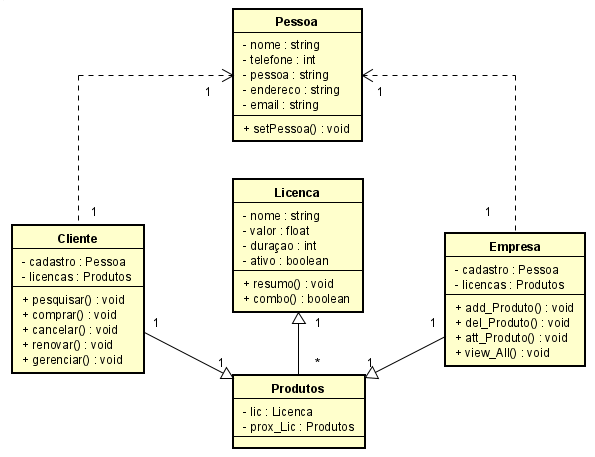 Pessoa
- nome : string
- telefone : int
- pessoa : string
- endereco : string
- email : string
+ setPessoa() : void
1
1
1
1
Licenca
- nome : string
- valor : float
- duraçao : int
- ativo : boolean
+ resumo() : void
+ combo() : boolean
Cliente
- cadastro : Pessoa
- licencas : Produtos
+ pesquisar() : void
+ comprar() : void
+ cancelar() : void
+ renovar() : void
+ gerenciar() : void
Empresa
- cadastro : Pessoa
- licencas : Produtos
+ add_Produto() : void
+ del_Produto() : void
+ att_Produto() : void
+ view_All() : void
1
1
1
1
*
1
Produtos
- lic : Licenca
- prox_Lic : Produtos